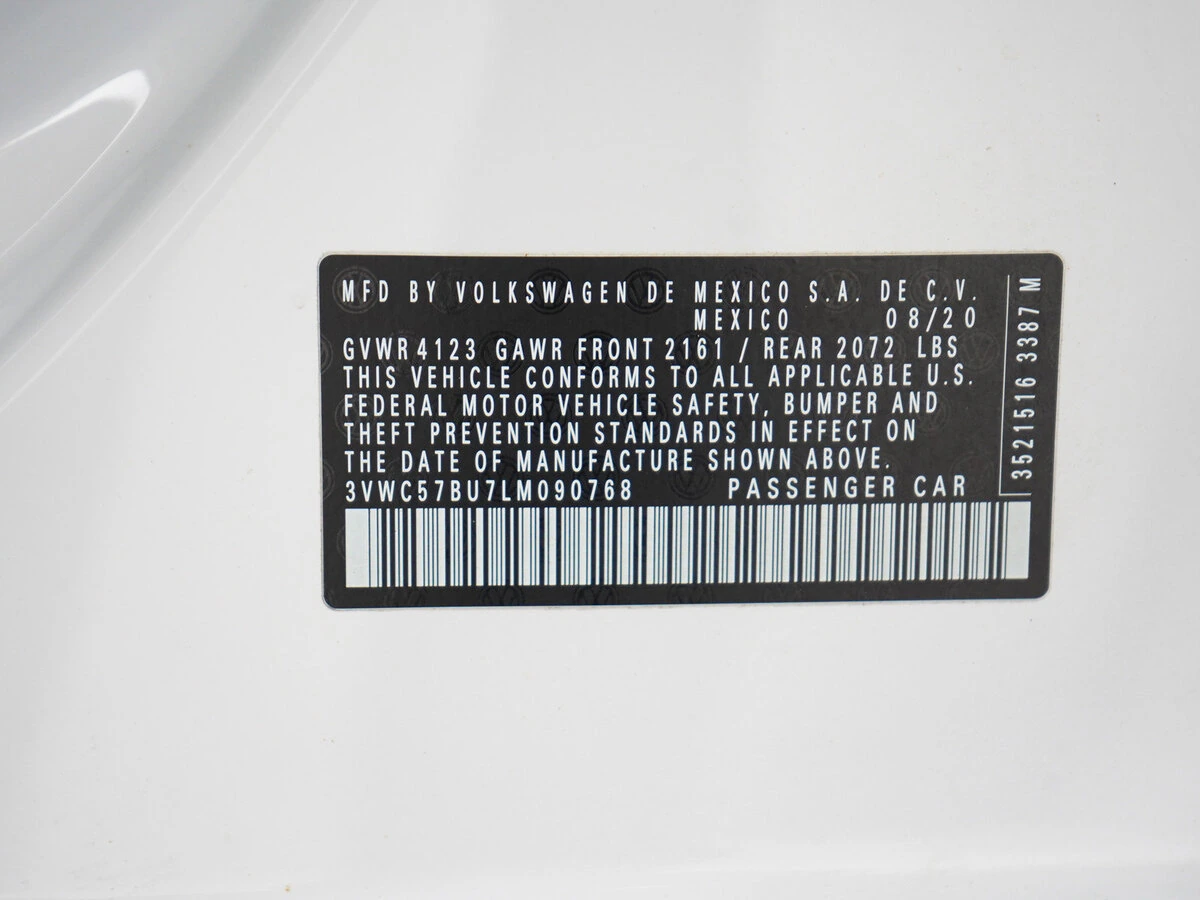 MFD BY VOLKSWAGEN DE MEXICO S.A. DE C.V.
MEXICO 08/20
GVWR 4123 GAWR FRONT 2161 / REAR 2072 LBS
THIS VEHICLE CONFORMS TO ALL APPLICABLE U.S.
FEDERAL MOTOR VEHICLE SAFETY, BUMPER AND
THEFT PREVENTION STANDARDS IN EFFECT ON
THE DATE OF MANUFACTURE SHOWN ABOVE.
3VWC57BU7LM090768 PASSENGER CAR
3521516 3387 M